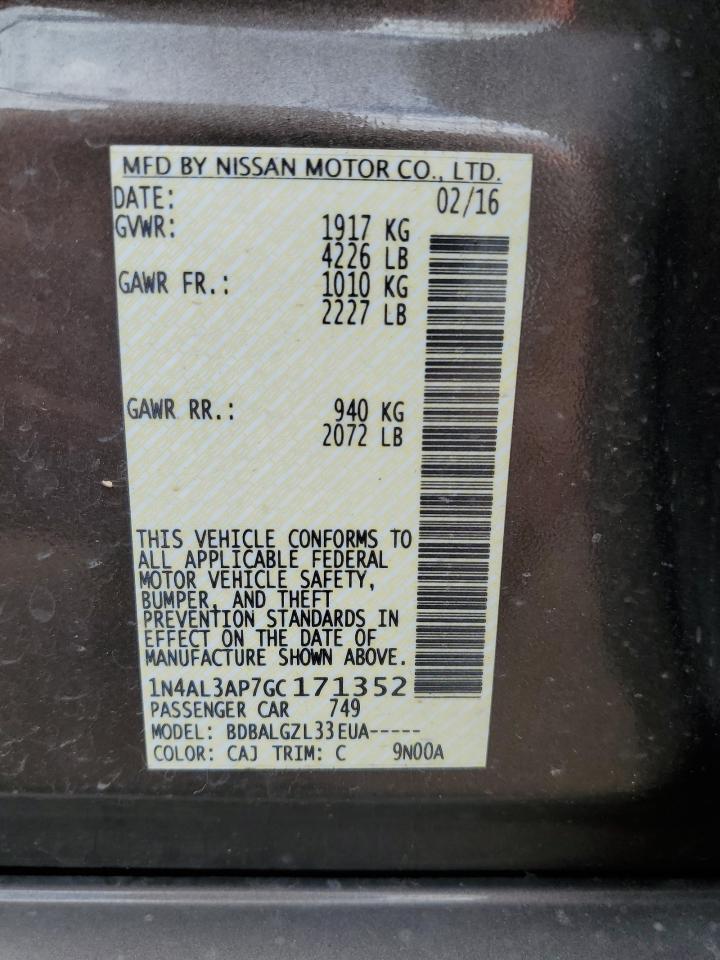 MFD BY NISSAN MOTOR CO., LTD.
DATE: 02/16
GVWR: 1917 KG
4226 LB
GAWR FR.: 1010 KG
2227 LB
GAWR RR.: 940 KG
2072 LB
THIS VEHICLE CONFORMS TO
ALL APPLICABLE FEDERAL
MOTOR VEHICLE SAFETY,
BUMPER, AND THEFT
PREVENTION STANDARDS IN
EFFECT ON THE DATE OF
MANUFACTURE SHOWN ABOVE.
1N4AL3AP7GC171352
PASSENGER CAR 749
MODEL: BDBALGZL33EUA-----
COLOR: CAJ TRIM: C 9N00A